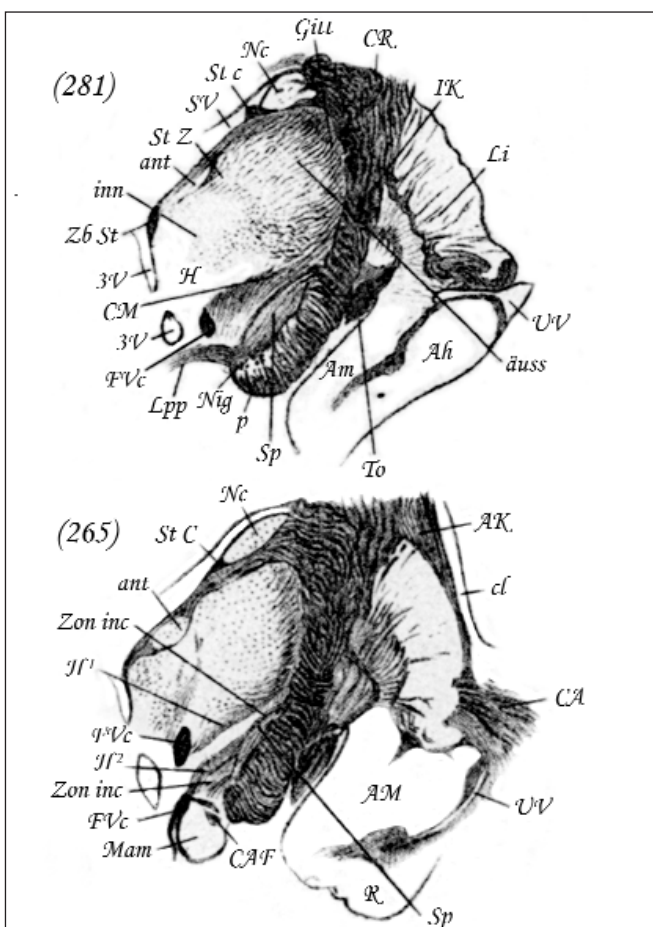 Gitt
CR
Nc
(281)
St c
IK
SV
St Z
Li
ant
inn
Zb St
3V
H
CM
UV
3V
Ah
FVc
Am
äuss
Lpp
Nig
p
Sp
To
Nc
(265)
St C
AK
ant
cl
Zon inc
H¹
CA
FVc
H²
Zon inc
AM
UV
FVc
Mam
CAF
R
Sp